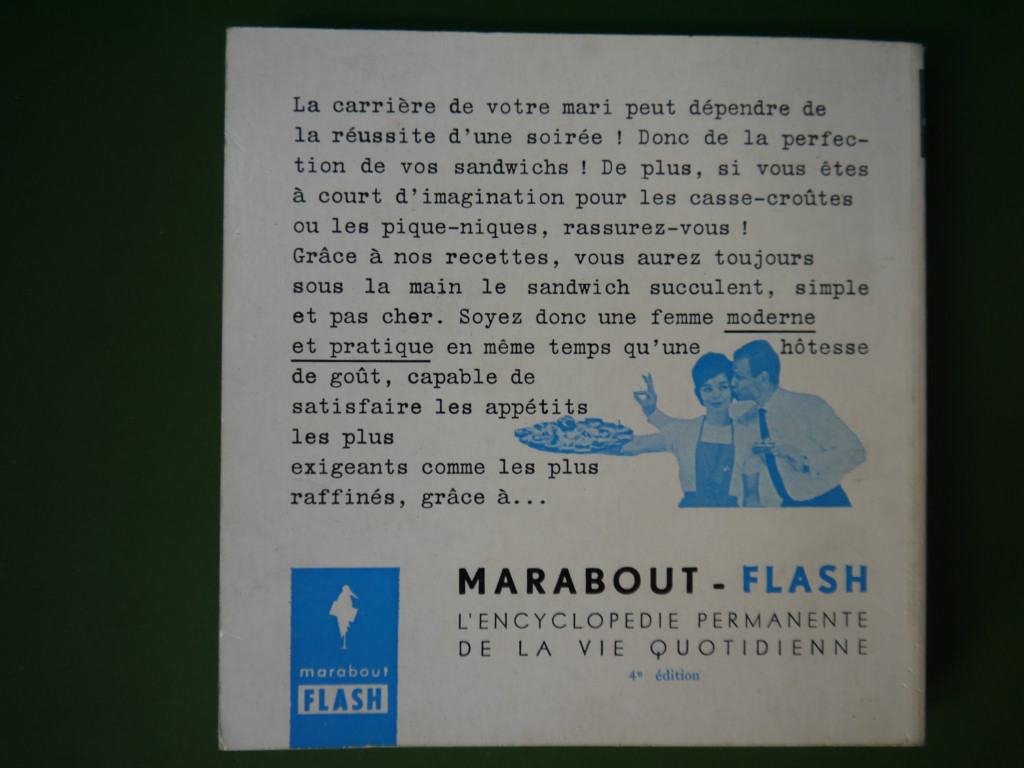 La carrière de votre mari peut dépendre de
la réussite d'une soirée ! Donc de la perfec-
tion de vos sandwichs ! De plus, si vous êtes
à court d'imagination pour les casse-croûtes
ou les pique-niques, rassurez-vous !
Grâce à nos recettes, vous aurez toujours
sous la main le sandwich succulent, simple
et pas cher. Soyez donc une femme moderne
et pratique en même temps qu'une hôtesse
de goût, capable de
satisfaire les appétits
les plus
exigeants comme les plus
raffinés, grâce à...
MARABOUT - FLASH
L'ENCYCLOPEDIE PERMANENTE
DE LA VIE QUOTIDIENNE
4e édition
marabout
FLASH